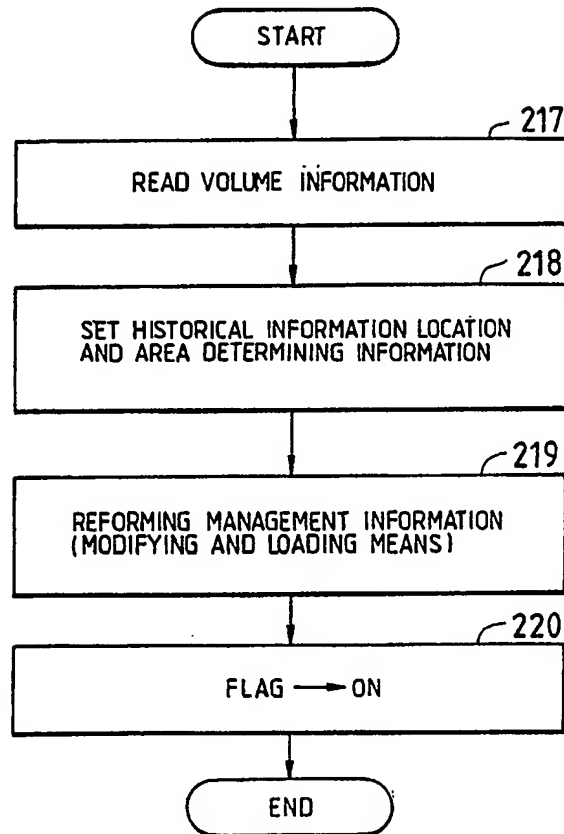 START
217
READ VOLUME INFORMATION
218
SET HISTORICAL INFORMATION LOCATION
AND AREA DETERMINING INFORMATION
219
REFORMING MANAGEMENT INFORMATION
(MODIFYING AND LOADING MEANS)
220
FLAG → ON
END